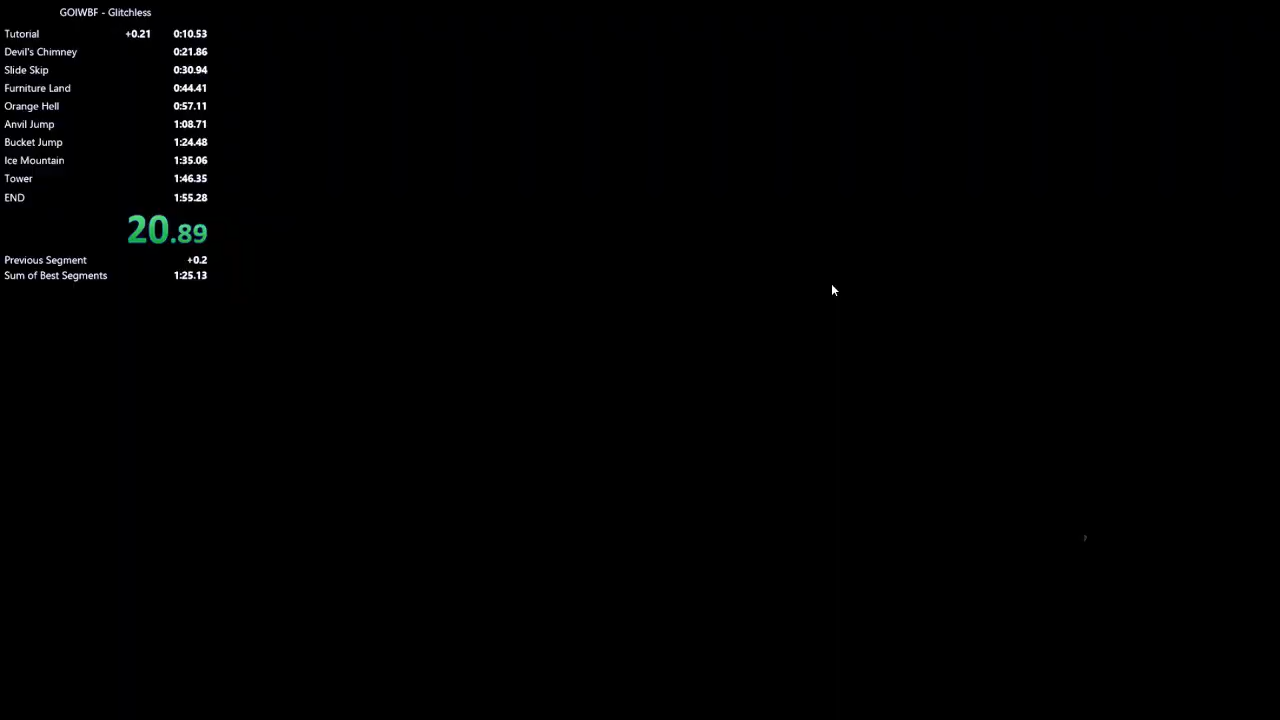 GOIWBF - Glitchless
Tutorial +0.21 0:10.53
Devil's Chimney 0:21.86
Slide Skip 0:30.94
Furniture Land 0:44.41
Orange Hell 0:57.11
Anvil Jump 1:08.71
Bucket Jump 1:24.48
Ice Mountain 1:35.06
Tower 1:46.35
END 1:55.28
20.89
Previous Segment +0.2
Sum of Best Segments 1:25.13